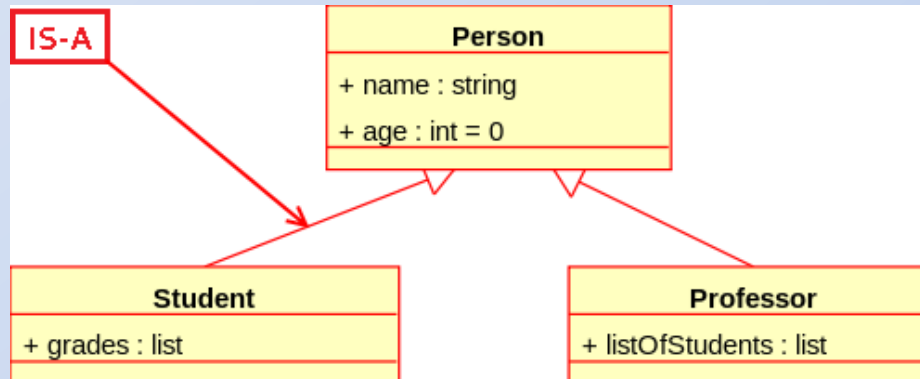 IS-A
Person
+ name : string
+ age : int = 0
Student
+ grades : list
Professor
+ listOfStudents : list